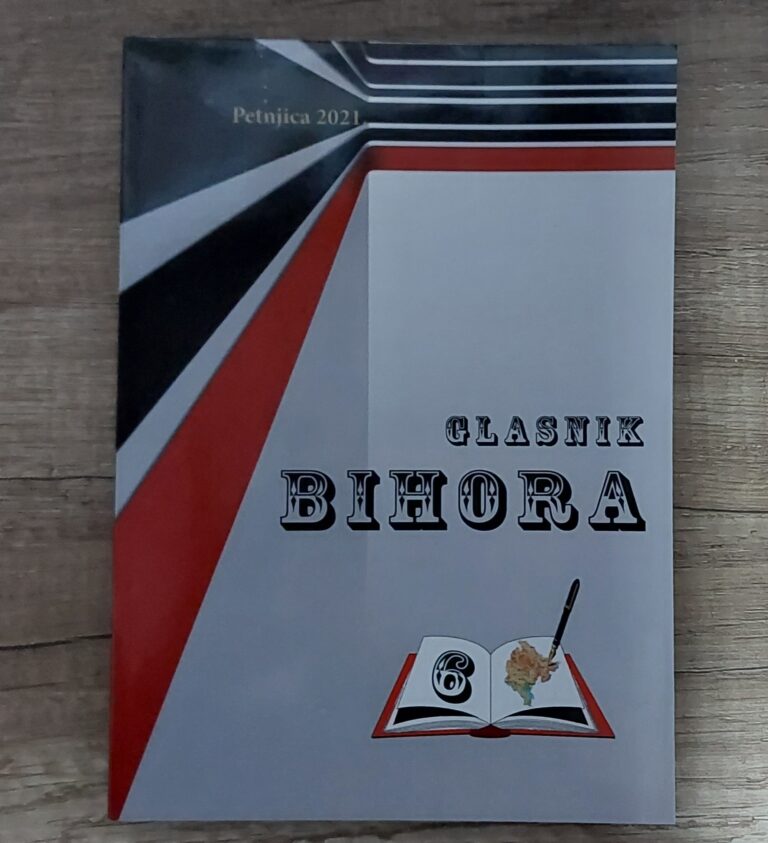 Petnjica 2021.
GLASNIK
BIHORA
6